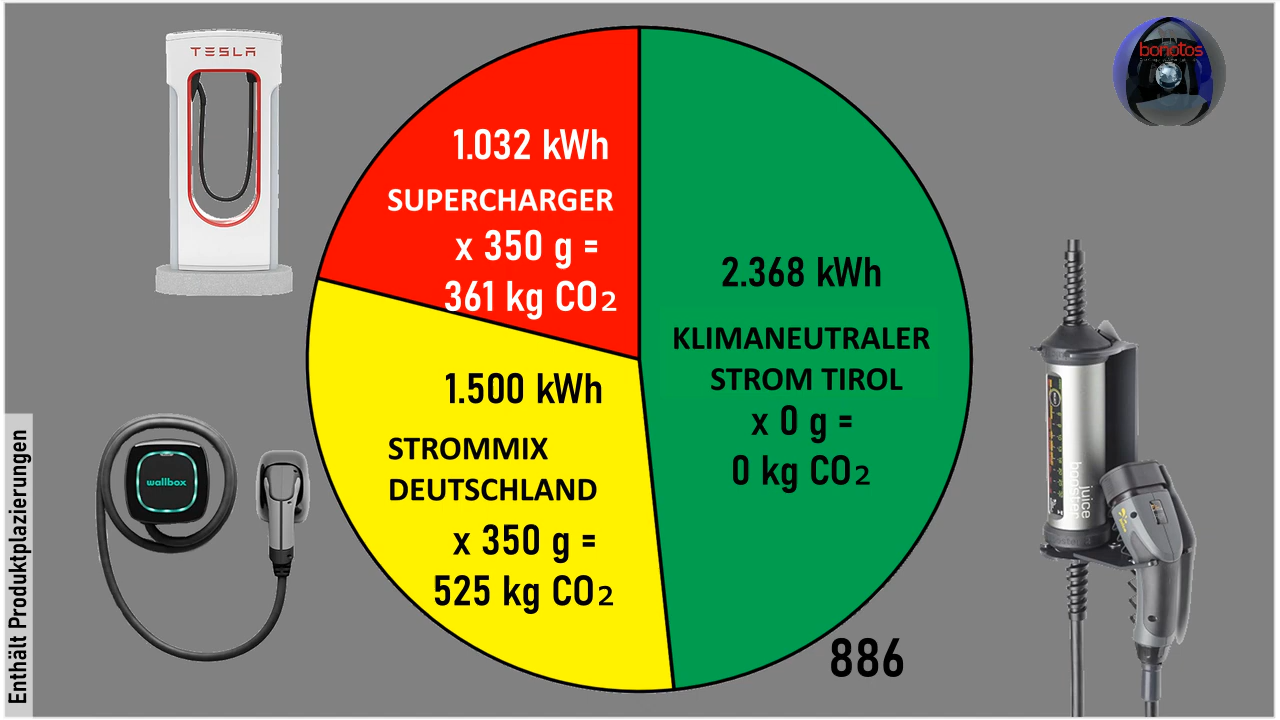 TESLA
bonotos
1.032 kWh
SUPERCHARGER
x 350 g =
361 kg CO₂
2.368 kWh
KLIMANEUTRALER
STROM TIROL
x 0 g =
0 kg CO₂
1.500 kWh
STROMMIX
DEUTSCHLAND
x 350 g =
525 kg CO₂
886
wallbox
juice
booster
Enthält Produktplazierungen